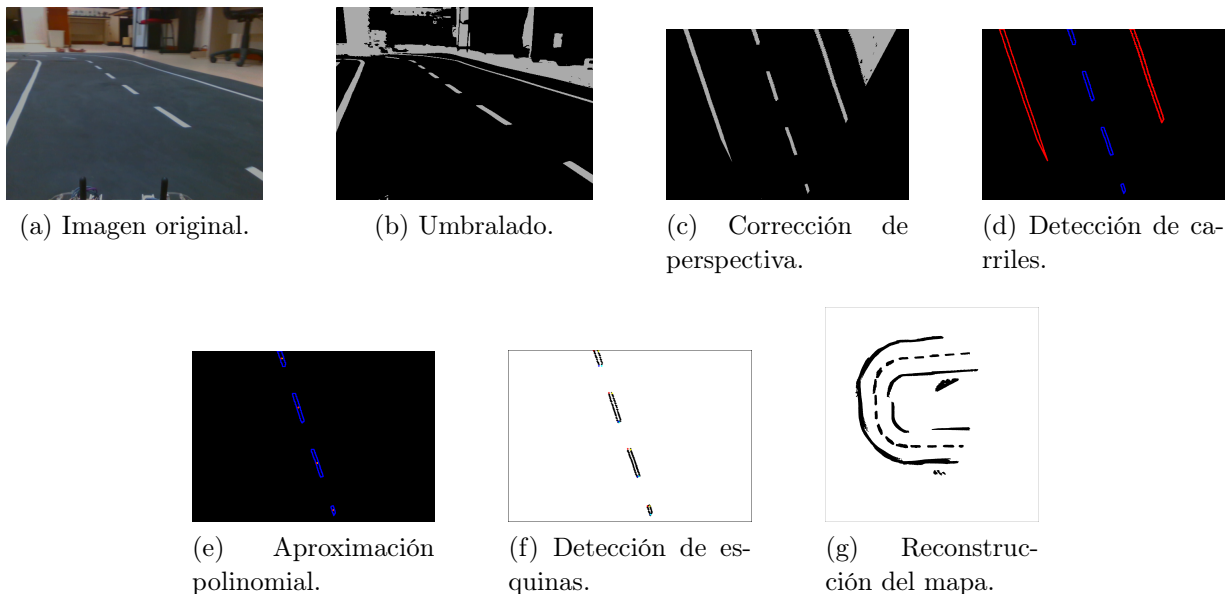 (a) Imagen original.
(b) Umbralado.
(c) Corrección de
perspectiva.
(d) Detección de ca-
rriles.
(e) Aproximación
polinomial.
(f) Detección de es-
quinas.
(g) Reconstruc-
ción del mapa.